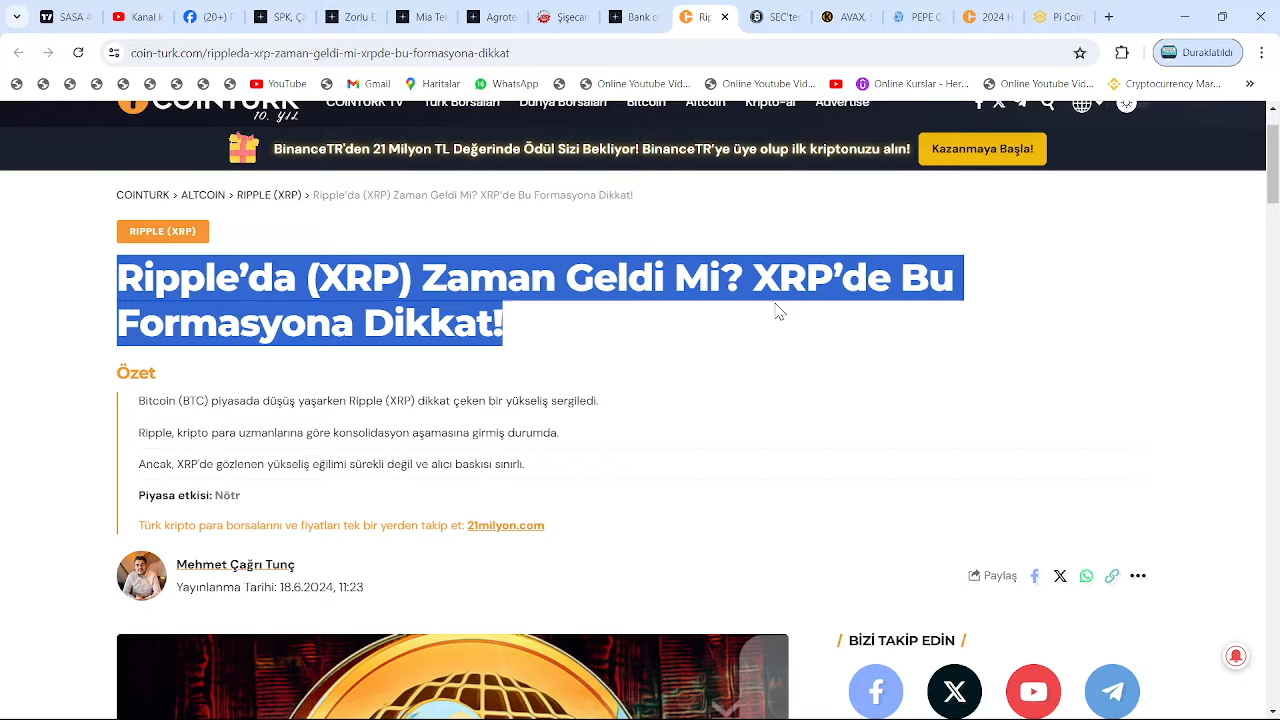 [SASA
Kıymet
(20+)
SPK Ça
Zorlu E
Net Ho
Agrotec
Şişecam
Bank o
Rip
SEC'ter
AVAX,
PEPE C
2024 H
Pi Coin
coin-turk.com/rippleda-xrp-zaman-geldi-mi-xrpde-bu-formasyona-dikkat
Duraklatıldı
YouTube
Gmail
Haritalar
WhatsApp
Online Youtube Vid...
Online Youtube Vid...
Online Kurslar - He...
Online Youtube Vid...
Cryptocurrency Mar...
COINTURK
10. YIL
COINTURK TV
Türk Borsaları
Dünya Borsaları
Bitcoin
Altcoin
Kripto-aI
Advertise
BinanceTR'den 21 Milyon TL Değerinde Ödül Sizi Bekliyor! BinanceTR'ye üye olup ilk kriptonuzu alın!
Kazanmaya Başla!
COINTURK > ALTCOIN > RIPPLE (XRP) > Ripple'da (XRP) Zaman Geldi Mi? XRP'de Bu Formasyona Dikkat!
RIPPLE (XRP)
Ripple'da (XRP) Zaman Geldi Mi? XRP'de Bu
Formasyona Dikkat!
Özet
Bitcoin (BTC) piyasada düşüş yaşarken Ripple (XRP) dikkat çeken bir yükseliş sergiledi.
Ripple, kripto para uzmanlarına göre konsolidasyon aşamasına girmiş durumda.
Ancak, XRP'de gözlenen yükseliş eğilimi sürekli değil ve alıcı baskısı sınırlı.
Piyasa etkisi: Nötr
Türk kripto para borsalarını ve fiyatları tek bir yerden takip et: 21milyon.com
Mehmet Çağrı Tunç
Yayınlanma Tarihi: 18.6.2024, 11:23
Paylaş
/ BİZİ TAKİP EDİN /